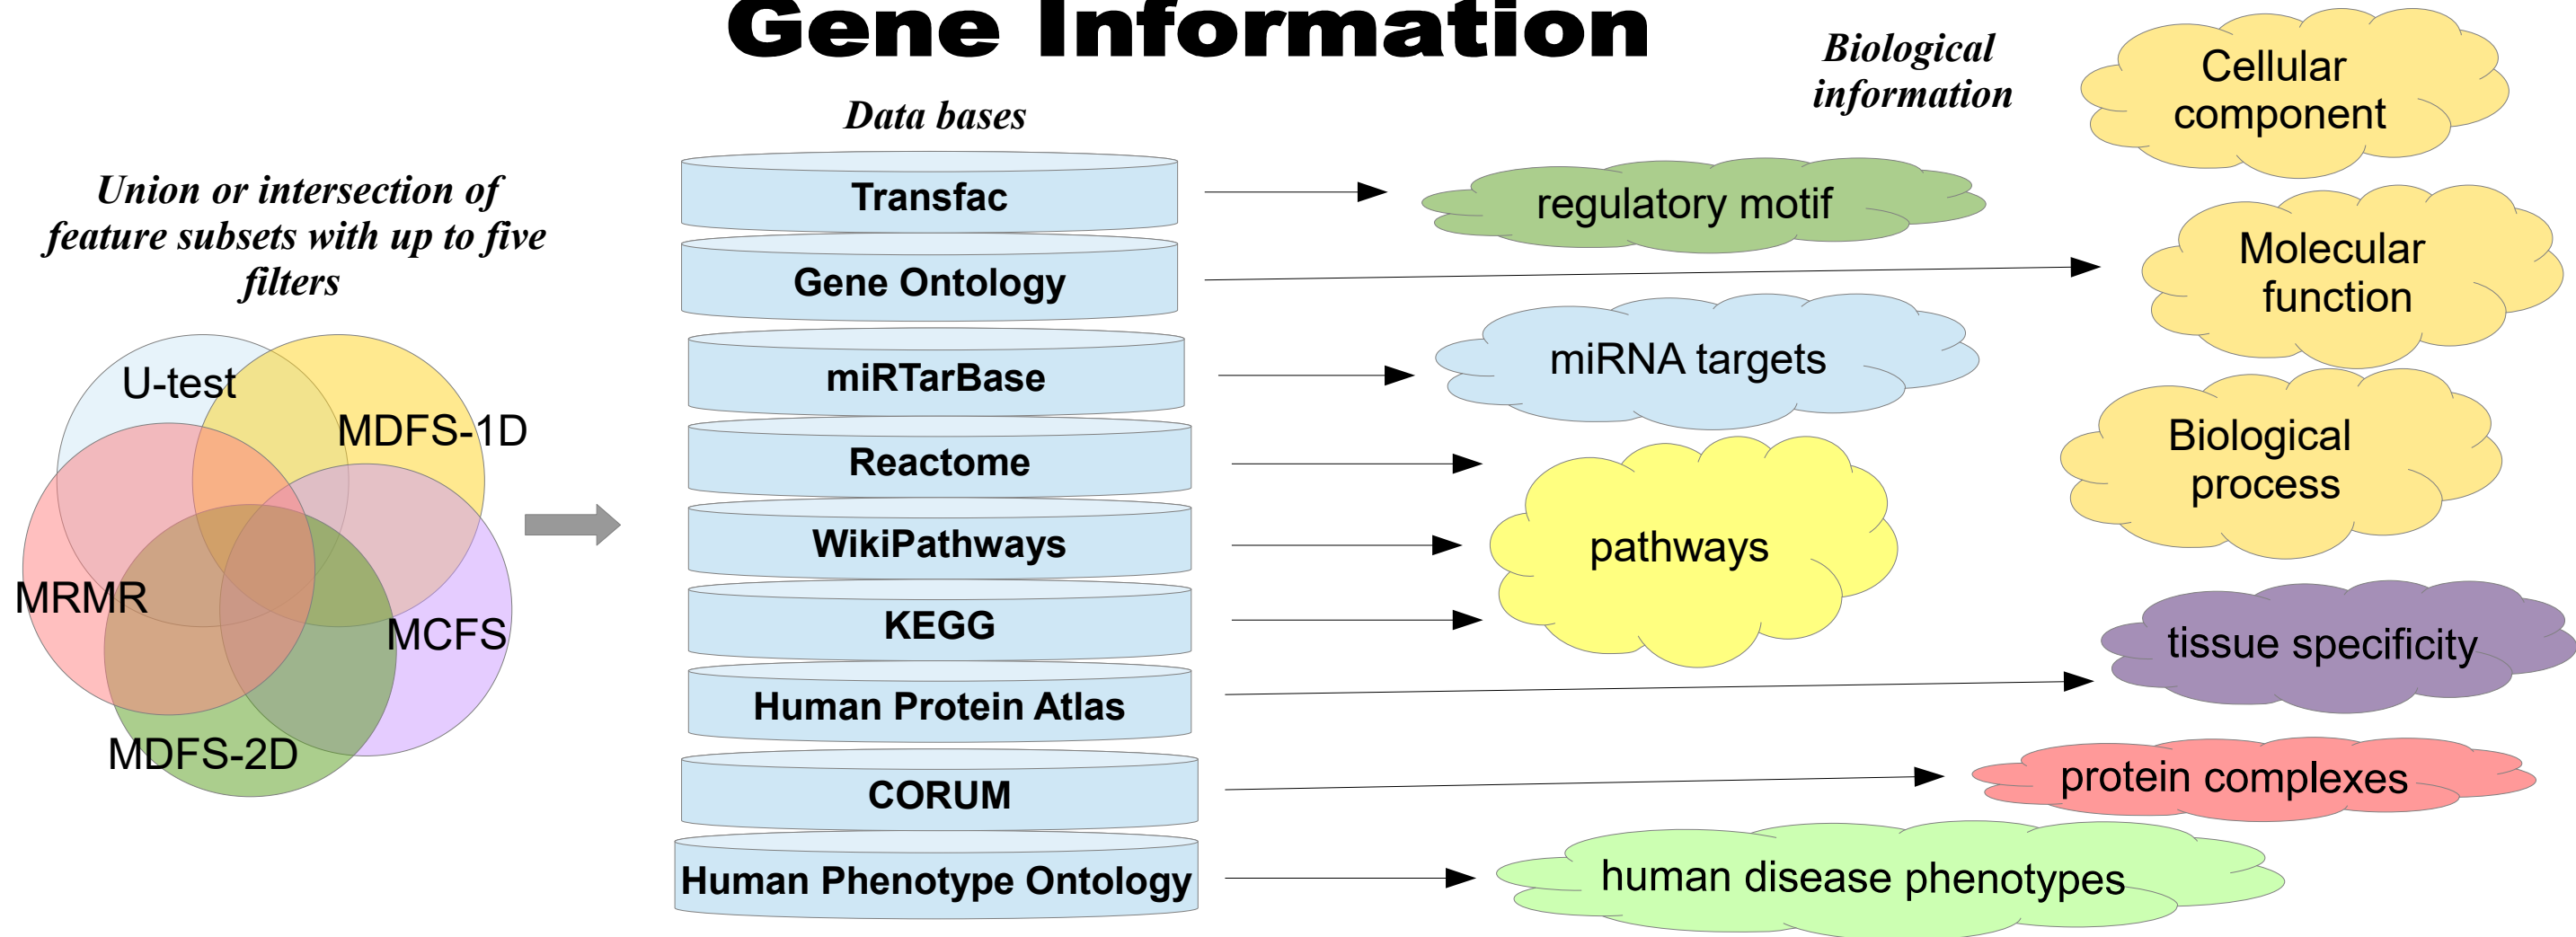 Gene Information
Union or intersection of
feature subsets with up to five
filters
U-test
MDFS-1D
MRMR
MCFS
MDFS-2D
Data bases
Transfac
Gene Ontology
miRTarBase
Reactome
WikiPathways
KEGG
Human Protein Atlas
CORUM
Human Phenotype Ontology
Biological
information
regulatory motif
miRNA targets
pathways
Cellular
component
Molecular
function
Biological
process
tissue specificity
protein complexes
human disease phenotypes